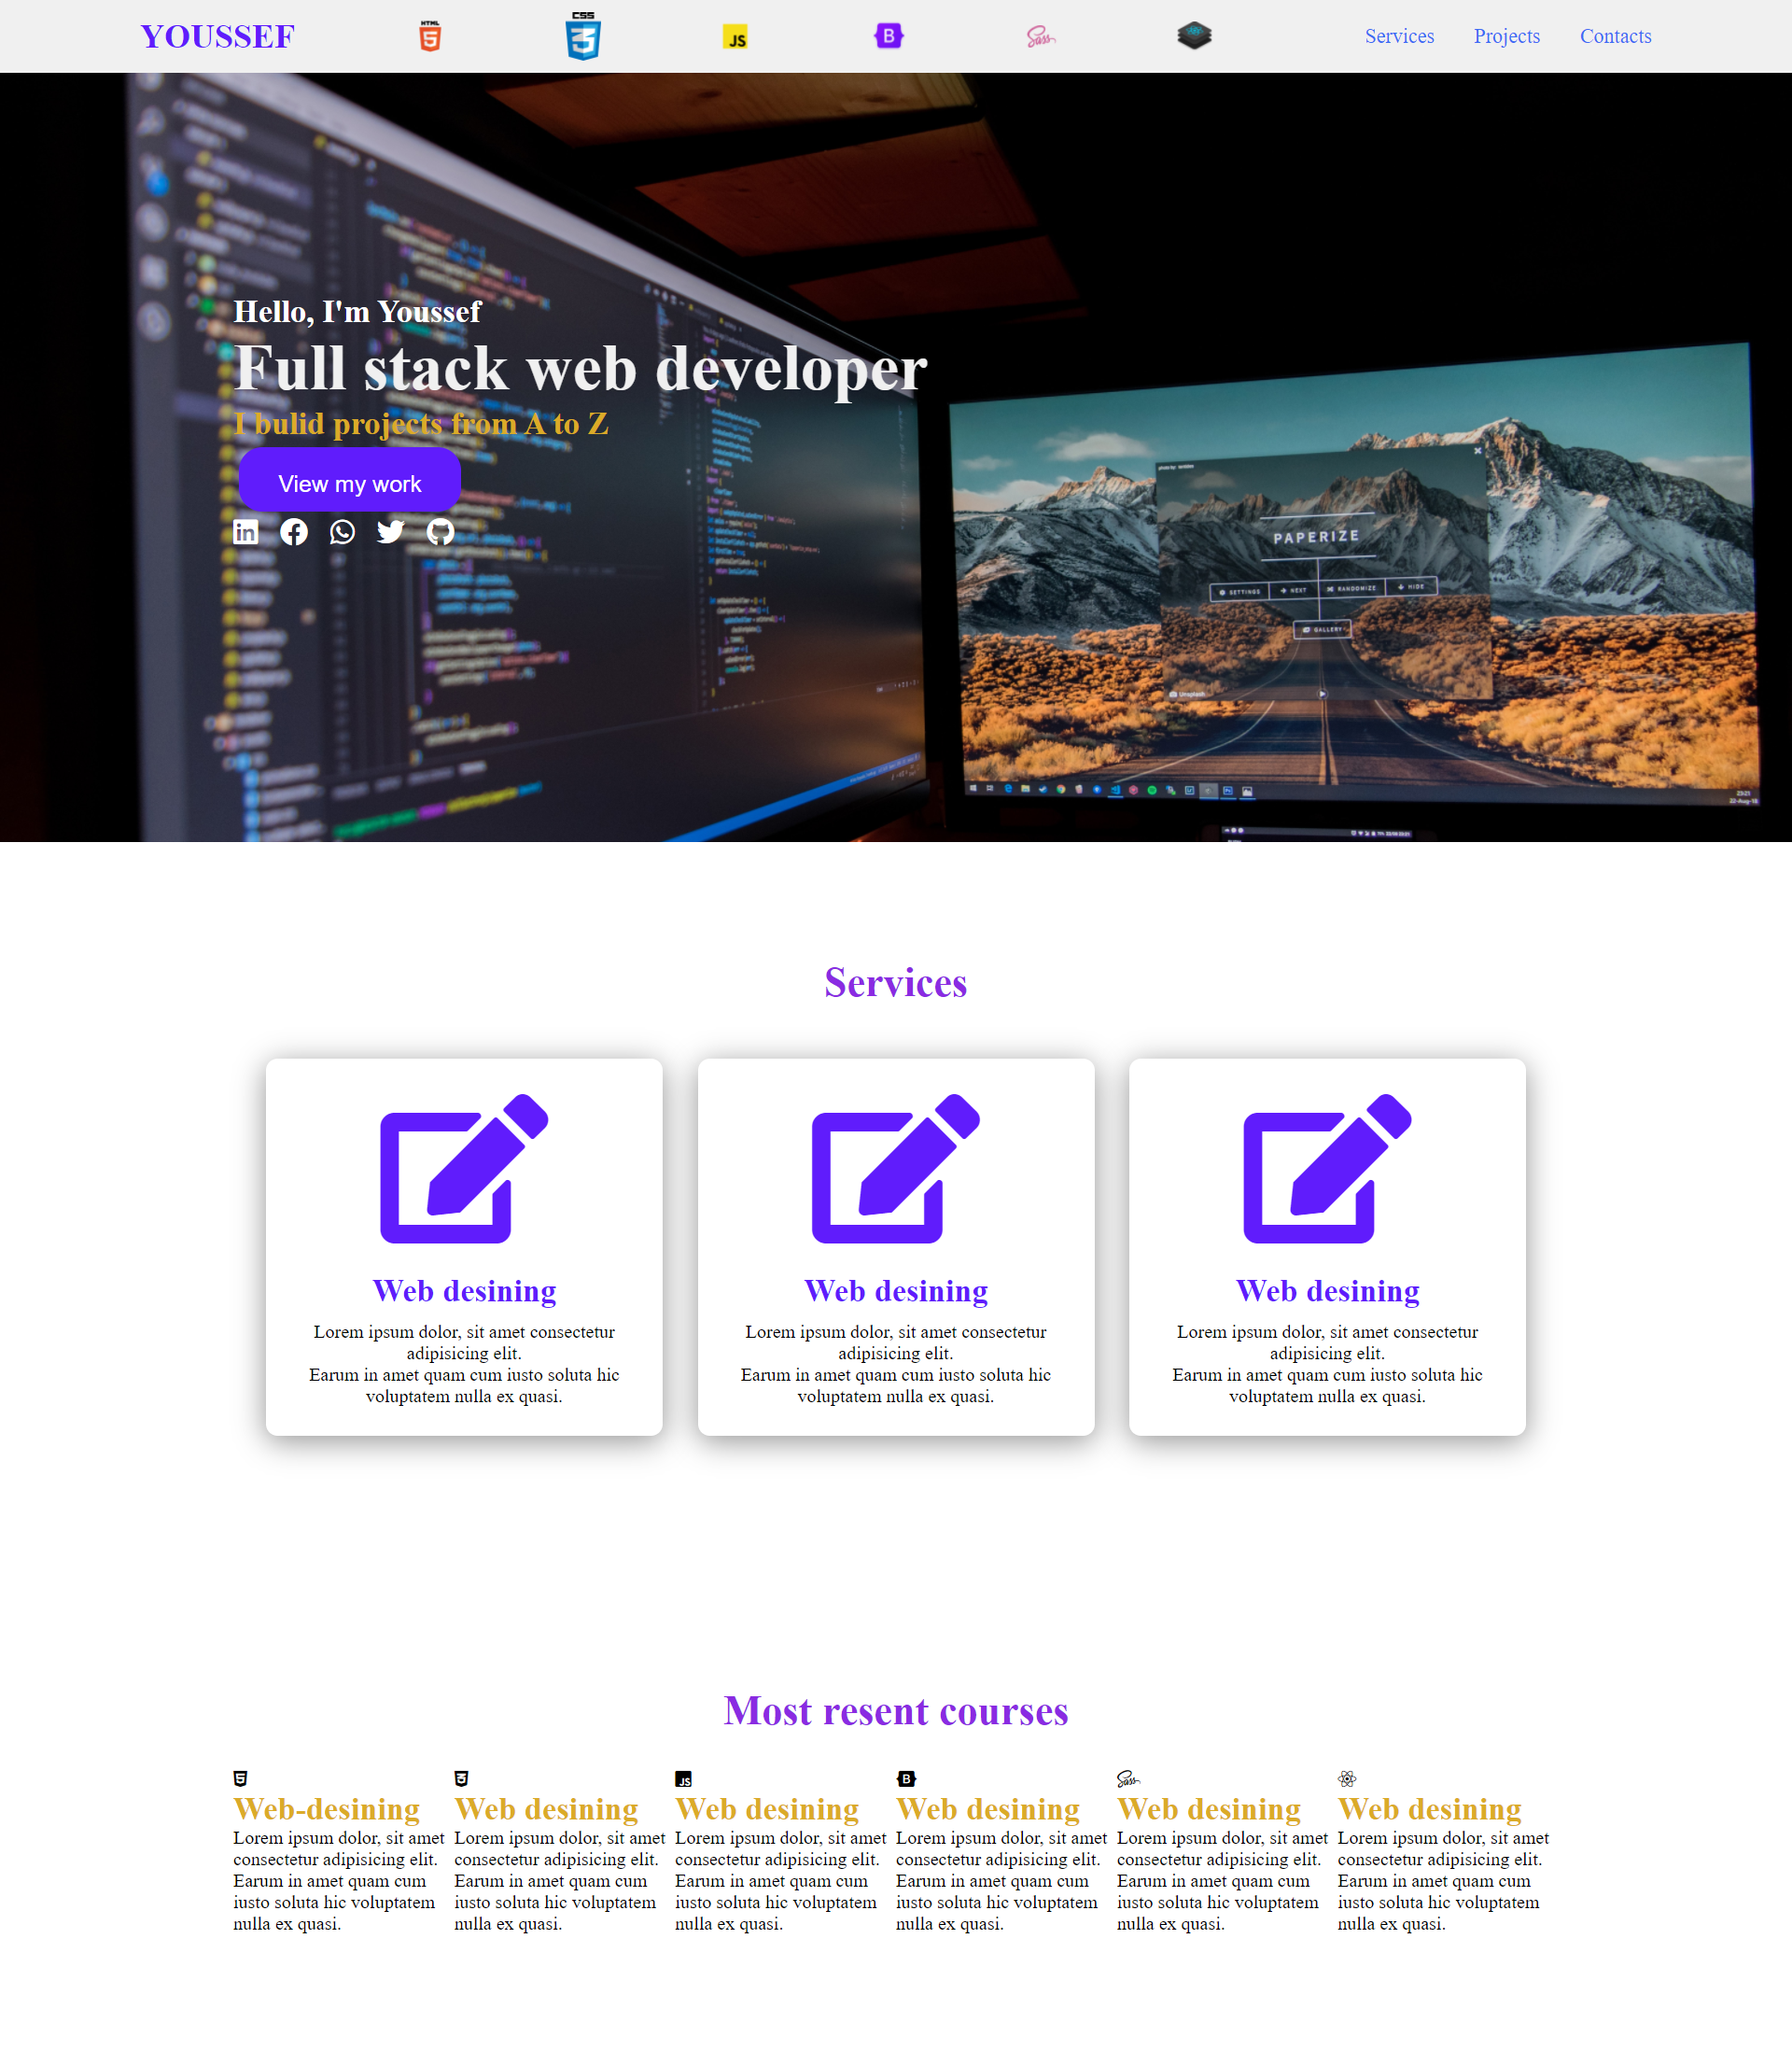 YOUSSEF
HTML
5
CSS
3
JS
B
Sass
Services Projects Contacts
Hello, I'm Youssef
Full stack web developer
I bulid projects from A to Z
View my work
in
PAPERIZE
SETTINGS NEXT RANDOMIZE HIDE
GALLERY
Unsplash
23:21
22-Aug-18
Services
Web desining
Lorem ipsum dolor, sit amet consectetur
adipisicing elit.
Earum in amet quam cum iusto soluta hic
voluptatem nulla ex quasi.
Web desining
Lorem ipsum dolor, sit amet consectetur
adipisicing elit.
Earum in amet quam cum iusto soluta hic
voluptatem nulla ex quasi.
Web desining
Lorem ipsum dolor, sit amet consectetur
adipisicing elit.
Earum in amet quam cum iusto soluta hic
voluptatem nulla ex quasi.
Most resent courses
5
Web-desining
Lorem ipsum dolor, sit amet
consectetur adipisicing elit.
Earum in amet quam cum
iusto soluta hic voluptatem
nulla ex quasi.
3
Web desining
Lorem ipsum dolor, sit amet
consectetur adipisicing elit.
Earum in amet quam cum
iusto soluta hic voluptatem
nulla ex quasi.
JS
Web desining
Lorem ipsum dolor, sit amet
consectetur adipisicing elit.
Earum in amet quam cum
iusto soluta hic voluptatem
nulla ex quasi.
B
Web desining
Lorem ipsum dolor, sit amet
consectetur adipisicing elit.
Earum in amet quam cum
iusto soluta hic voluptatem
nulla ex quasi.
Sass
Web desining
Lorem ipsum dolor, sit amet
consectetur adipisicing elit.
Earum in amet quam cum
iusto soluta hic voluptatem
nulla ex quasi.
Web desining
Lorem ipsum dolor, sit amet
consectetur adipisicing elit.
Earum in amet quam cum
iusto soluta hic voluptatem
nulla ex quasi.